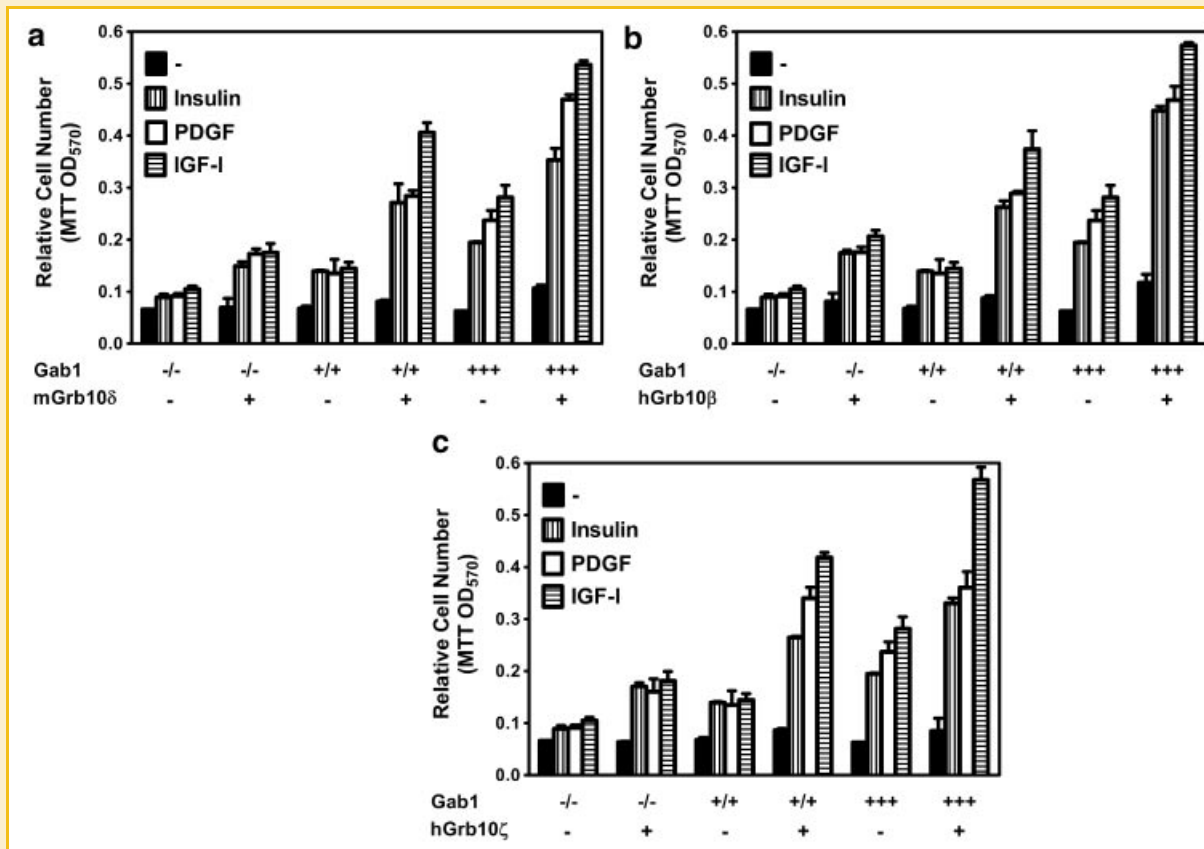 a
Relative Cell Number
(MTT OD570)
0.6
0.5
0.4
0.3
0.2
0.1
0.0
-
Insulin
PDGF
IGF-I
Gab1 -/- -/- +/+ +/+ +++ +++
mGrb10δ - + - + - +
b
Relative Cell Number
(MTT OD570)
0.6
0.5
0.4
0.3
0.2
0.1
0.0
-
Insulin
PDGF
IGF-I
Gab1 -/- -/- +/+ +/+ +++ +++
hGrb10β - + - + - +
c
Relative Cell Number
(MTT OD570)
0.6
0.5
0.4
0.3
0.2
0.1
0.0
-
Insulin
PDGF
IGF-I
Gab1 -/- -/- +/+ +/+ +++ +++
hGrb10ζ - + - + - +